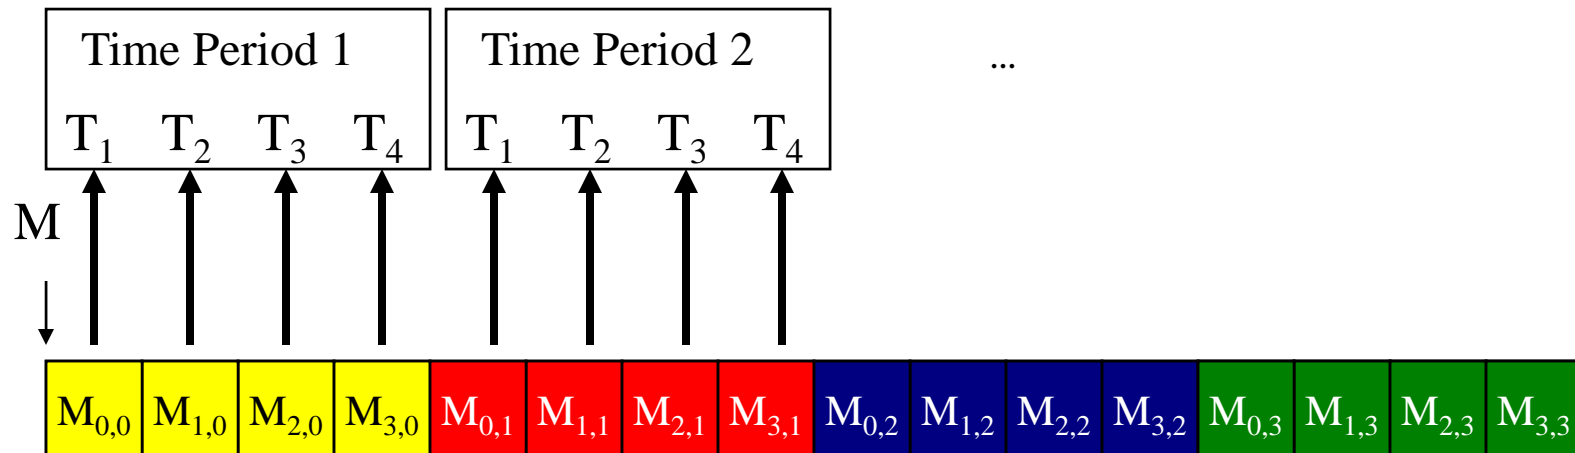 Time Period 1 Time Period 2 ...
T₁ T₂ T₃ T₄ T₁ T₂ T₃ T₄
M
M₀,₀ M₁,₀ M₂,₀ M₃,₀ M₀,₁ M₁,₁ M₂,₁ M₃,₁ M₀,₂ M₁,₂ M₂,₂ M₃,₂ M₀,₃ M₁,₃ M₂,₃ M₃,₃